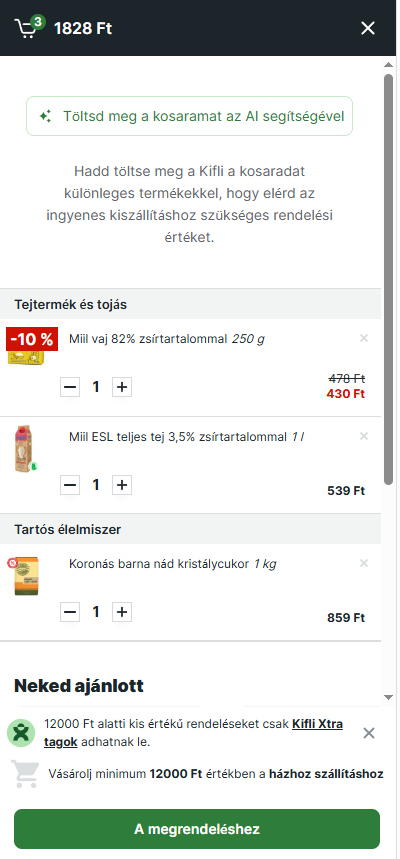 3
1828 Ft
Töltsd meg a kosaramat az AI segítségével
Hadd töltse meg a Kifli a kosaradat
különleges termékekkel, hogy elérd az
ingyenes kiszállításhoz szükséges rendelési
értéket.
Tejtermék és tojás
-10 %
Miil vaj 82% zsírtartalommal 250 g
1
478 Ft
430 Ft
Miil ESL teljes tej 3,5% zsírtartalommal 1 l
1
539 Ft
Tartós élelmiszer
Koronás barna nád kristálycukor 1 kg
1
859 Ft
Neked ajánlott
12000 Ft alatti kis értékű rendeléseket csak Kifli Xtra
tagok adhatnak le.
Vásárolj minimum 12000 Ft értékben a házhoz szállításhoz
A megrendeléshez